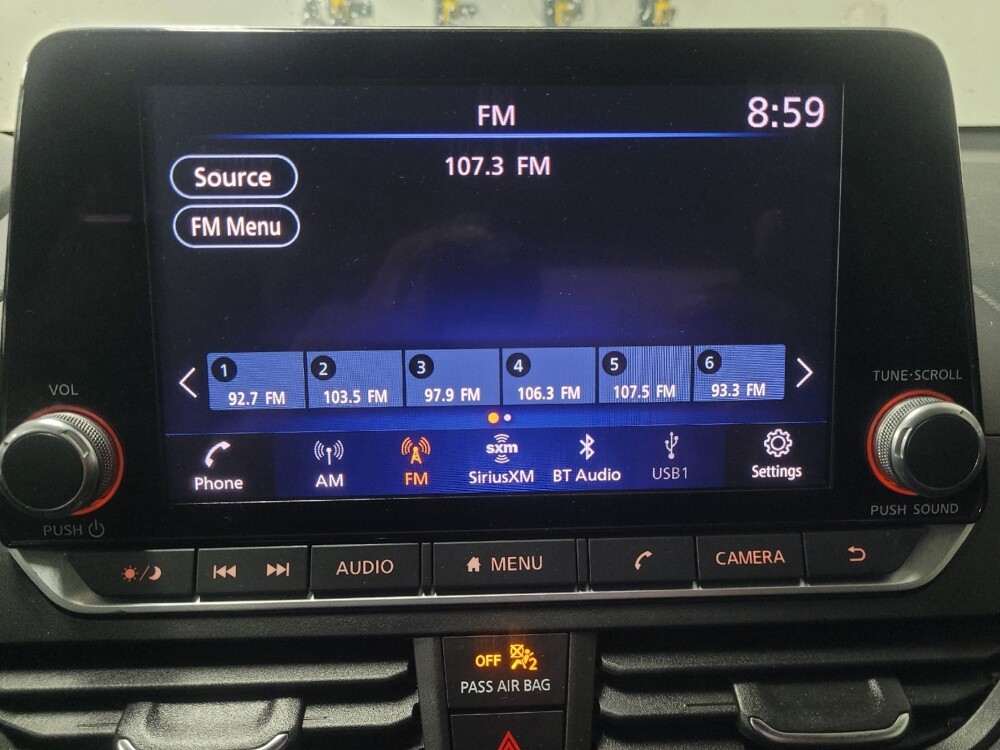 FM
8:59
Source
107.3 FM
FM Menu
1
2
3
4
5
6
92.7 FM
103.5 FM
97.9 FM
106.3 FM
107.5 FM
93.3 FM
VOL
TUNE·SCROLL
Phone
AM
FM
sxm
SiriusXM
BT Audio
USB1
Settings
PUSH
PUSH SOUND
AUDIO
MENU
CAMERA
OFF
2
PASS AIR BAG